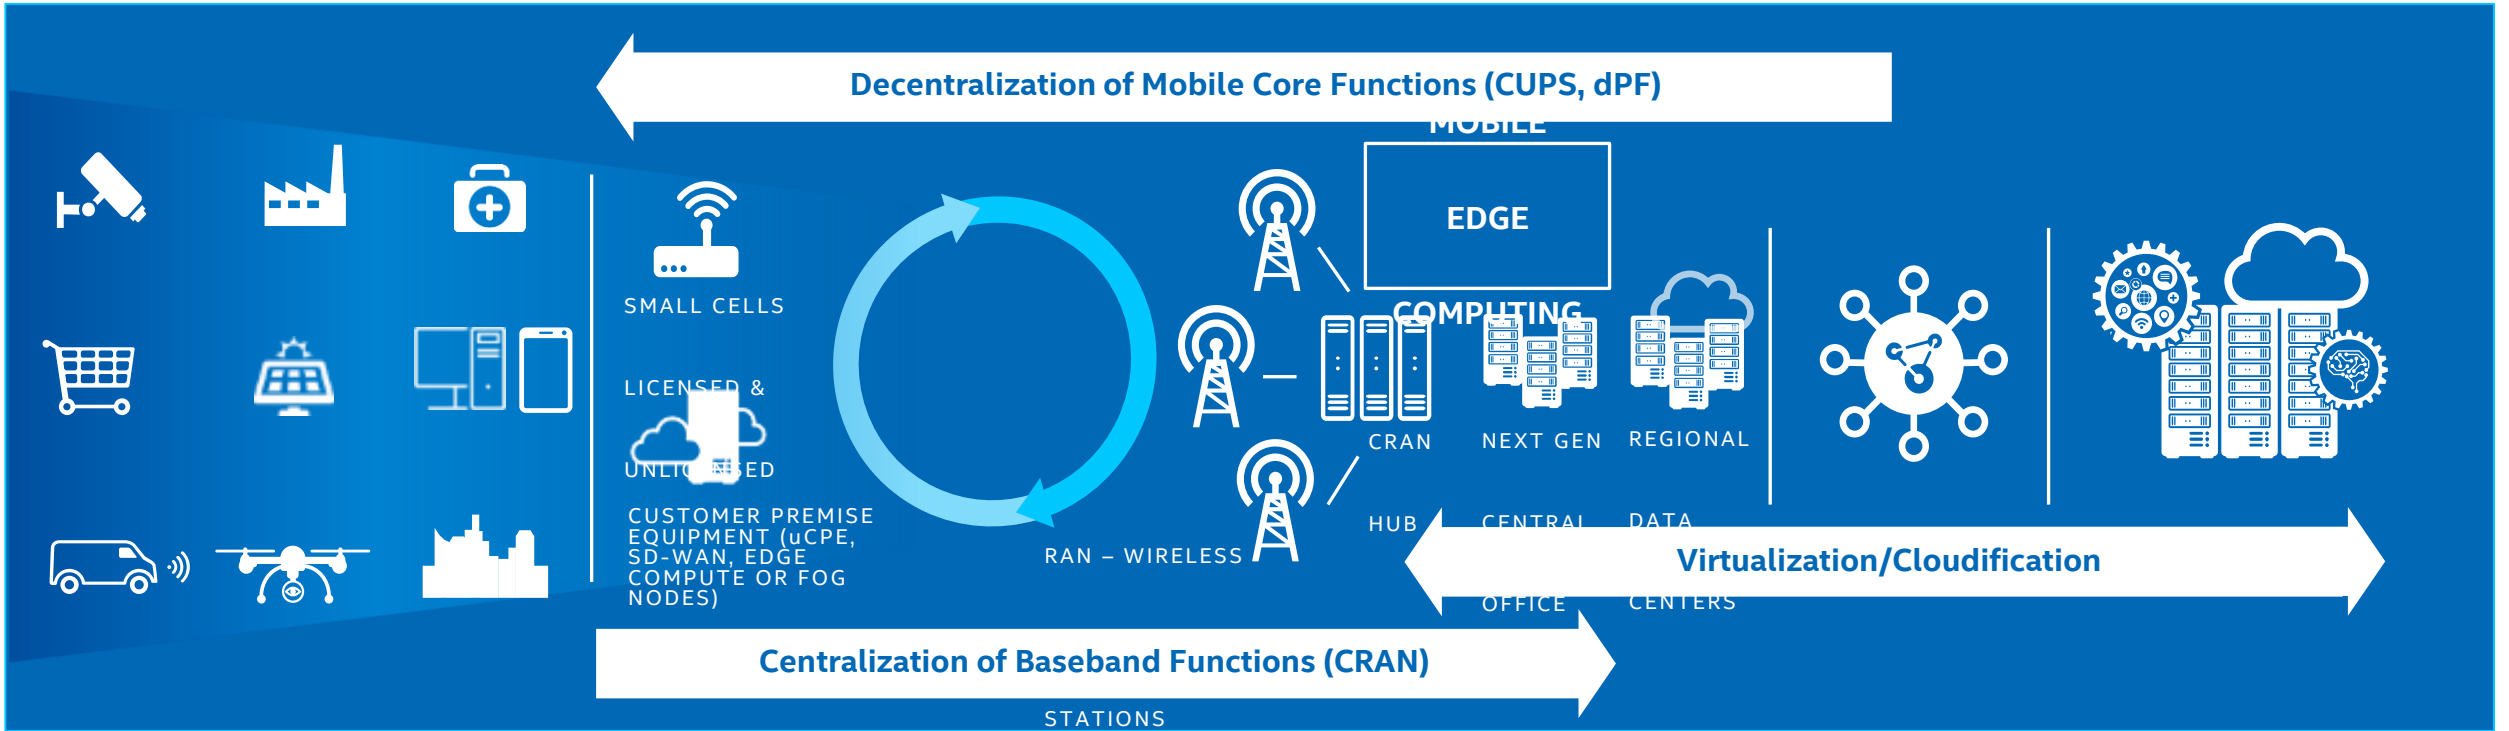 Decentralization of Mobile Core Functions (CUPS, dPF)
MOBILE
EDGE
COMPUTING
SMALL CELLS
LICENSED &
UNLICENSED
CUSTOMER PREMISE
EQUIPMENT (uCPE,
SD-WAN, EDGE
COMPUTE OR FOG
NODES)
RAN – WIRELESS
STATIONS
CRAN
HUB
NEXT GEN
CENTRAL
OFFICE
REGIONAL
DATA
CENTERS
Virtualization/Cloudification
Centralization of Baseband Functions (CRAN)